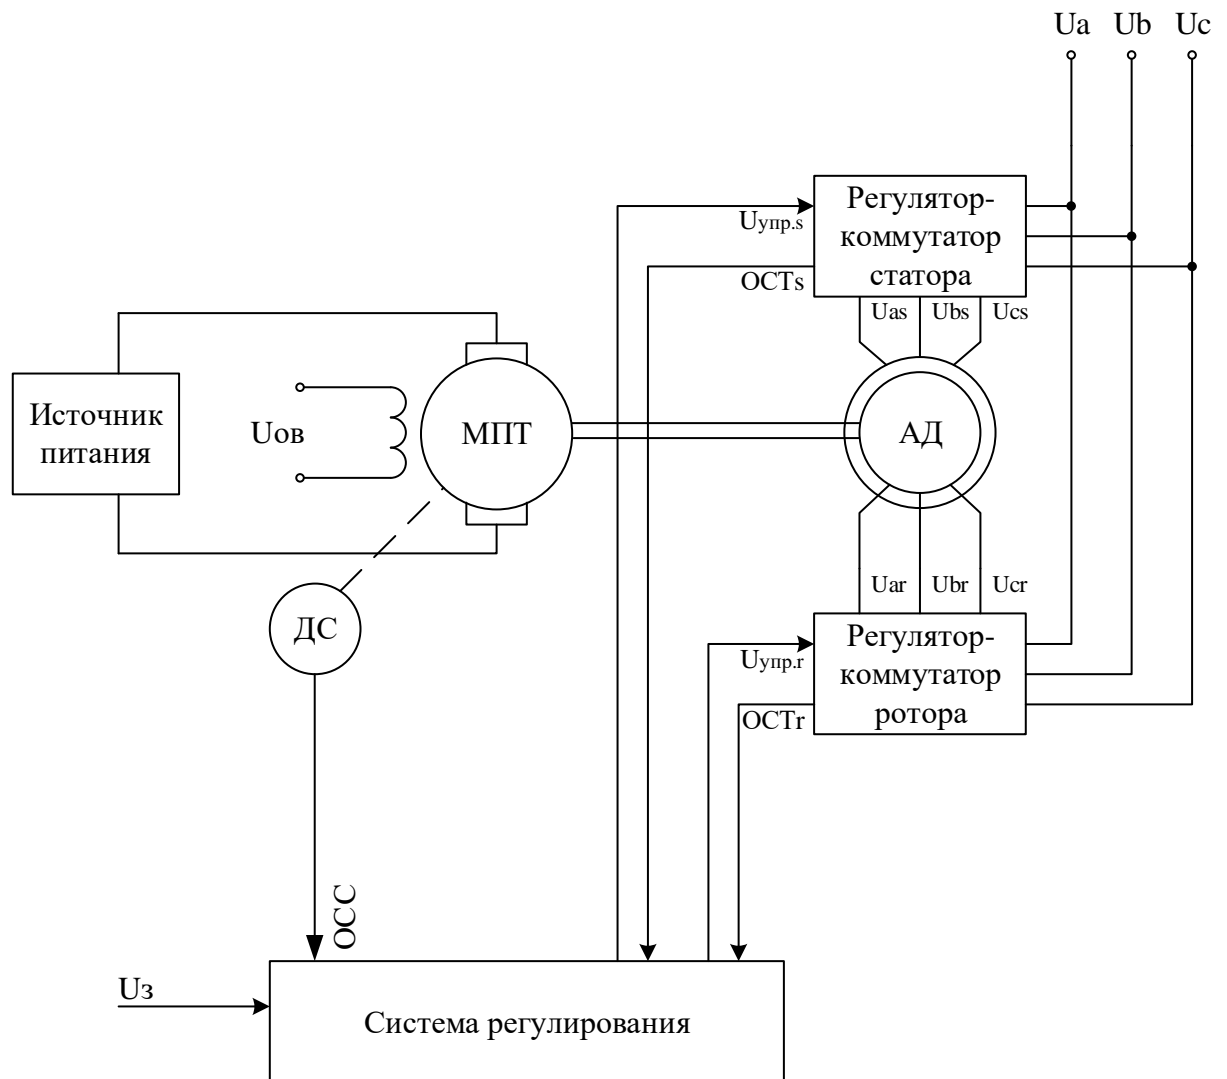 Ua Ub Uc
Регулятор-
коммутатор
статора
Uупр.s
ОСТs
Uas Ubs Ucs
Источник
питания
Uов
МПТ
АД
ДС
Uar Ubr Ucr
Регулятор-
коммутатор
ротора
Uупр.r
ОСТr
ОСС
Uз
Система регулирования